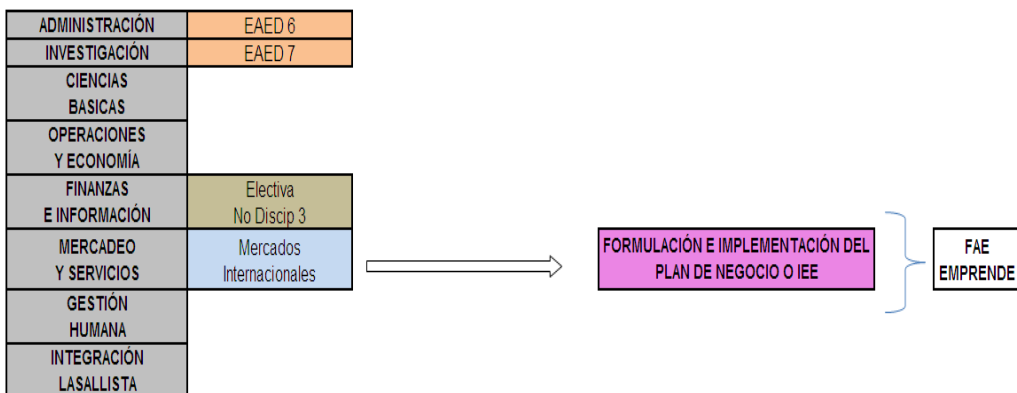 ADMINISTRACIÓN
EAED 6
INVESTIGACIÓN
EAED 7
CIENCIAS
BASICAS
OPERACIONES
Y ECONOMÍA
FINANZAS
E INFORMACIÓN
Electiva
No Discip 3
MERCADEO
Y SERVICIOS
Mercados
Internacionales
FORMULACIÓN E IMPLEMENTACIÓN DEL
PLAN DE NEGOCIO O IEE
FAE
EMPRENDE
GESTIÓN
HUMANA
INTEGRACIÓN
LASALLISTA